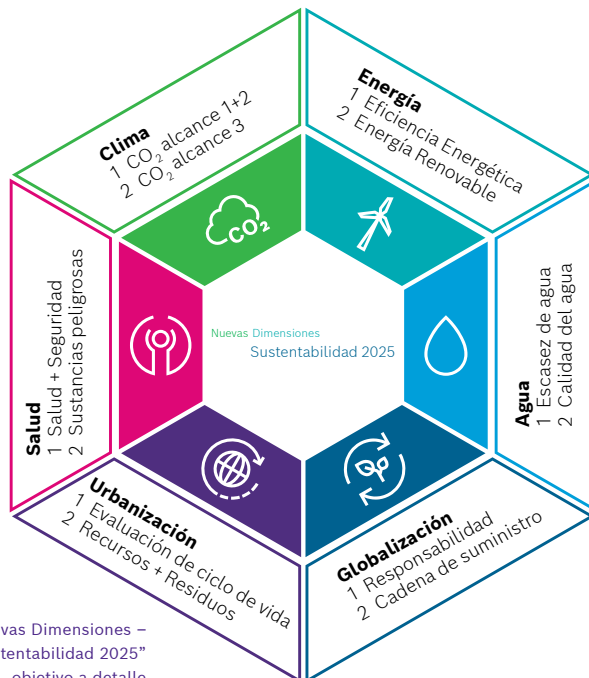 Clima
1 CO₂ alcance 1+2
2 CO₂ alcance 3
Energía
1 Eficiencia Energética
2 Energía Renovable
CO₂
Salud
1 Salud + Seguridad
2 Sustancias peligrosas
Nuevas Dimensiones
Sustentabilidad 2025
Agua
1 Escasez de agua
2 Calidad del agua
Urbanización
1 Evaluación de ciclo de vida
2 Recursos + Residuos
Globalización
1 Responsabilidad
2 Cadena de suministro
vas Dimensiones –
tentabilidad 2025”
objetivo a detalle